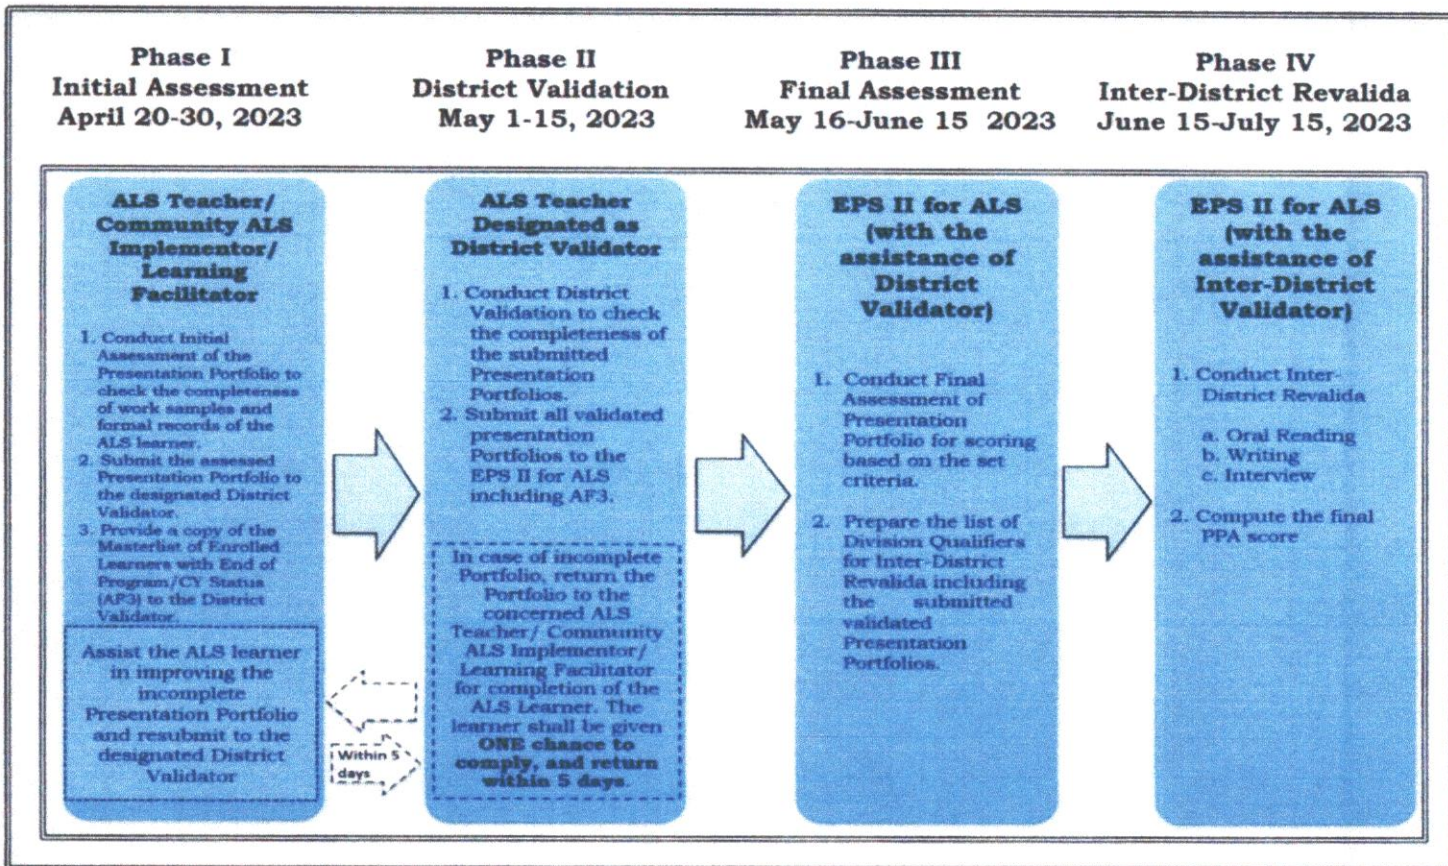 Phase I
Initial Assessment
April 20-30, 2023
Phase II
District Validation
May 1-15, 2023
Phase III
Final Assessment
May 16-June 15 2023
Phase IV
Inter-District Revalida
June 15-July 15, 2023
ALS Teacher/
Community ALS
Implementor/
Learning
Facilitator
1. Conduct Initial
Assessment of the
Presentation Portfolio to
check the completeness
of work samples and
formal records of the
ALS learner.
2. Submit the assessed
Presentation Portfolio to
the designated District
Validator.
3. Provide a copy of the
Masterlist of Enrolled
Learners with End of
Program/CY Status
(AF3) to the District
Validator.
Assist the ALS learner
in improving the
incomplete
Presentation Portfolio
and resubmit to the
designated District
Validator
Within 5
days
ALS Teacher
Designated as
District Validator
1. Conduct District
Validation to check
the completeness of
the submitted
Presentation
Portfolios.
2. Submit all validated
presentation
Portfolios to the
EPS II for ALS
including AF3.
In case of incomplete
Portfolio, return the
Portfolio to the
concerned ALS
Teacher/ Community
ALS Implementor/
Learning Facilitator
for completion of the
ALS Learner. The
learner shall be given
ONE chance to
comply, and return
within 5 days.
EPS II for ALS
(with the
assistance of
District
Validator)
1. Conduct Final
Assessment of
Presentation
Portfolio for scoring
based on the set
criteria.
2. Prepare the list of
Division Qualifiers
for Inter-District
Revalida including
the submitted
validated
Presentation
Portfolios.
EPS II for ALS
(with the
assistance of
Inter-District
Validator)
1. Conduct Inter-
District Revalida
a. Oral Reading
b. Writing
c. Interview
2. Compute the final
PPA score